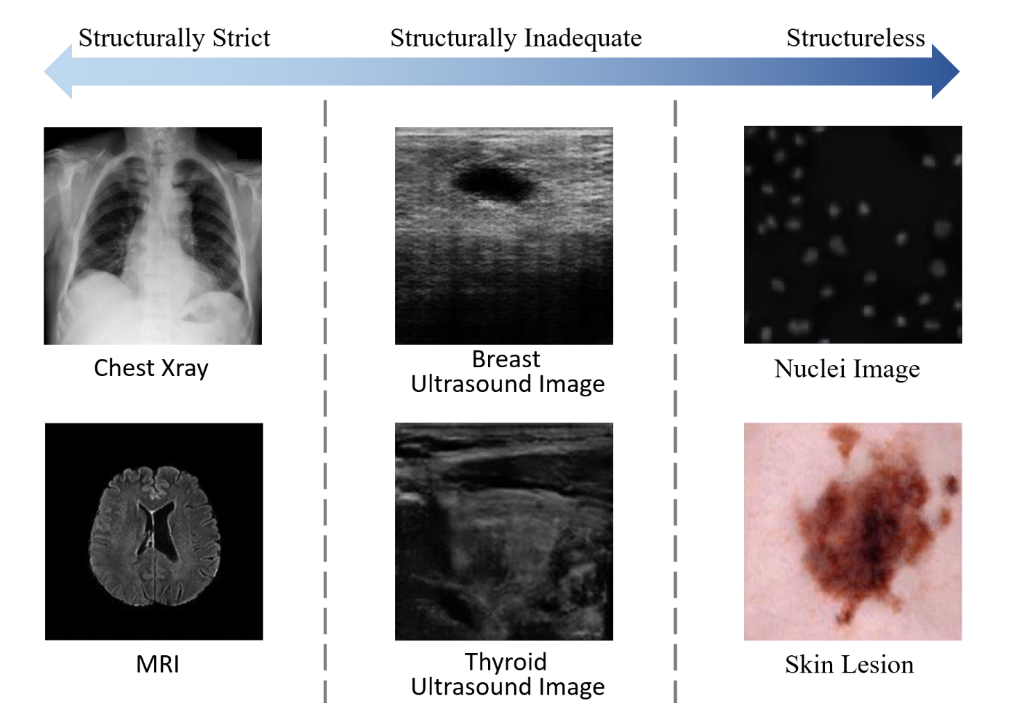 Structurally Strict
Structurally Inadequate
Structureless
Chest Xray
Breast
Ultrasound Image
Nuclei Image
MRI
Thyroid
Ultrasound Image
Skin Lesion